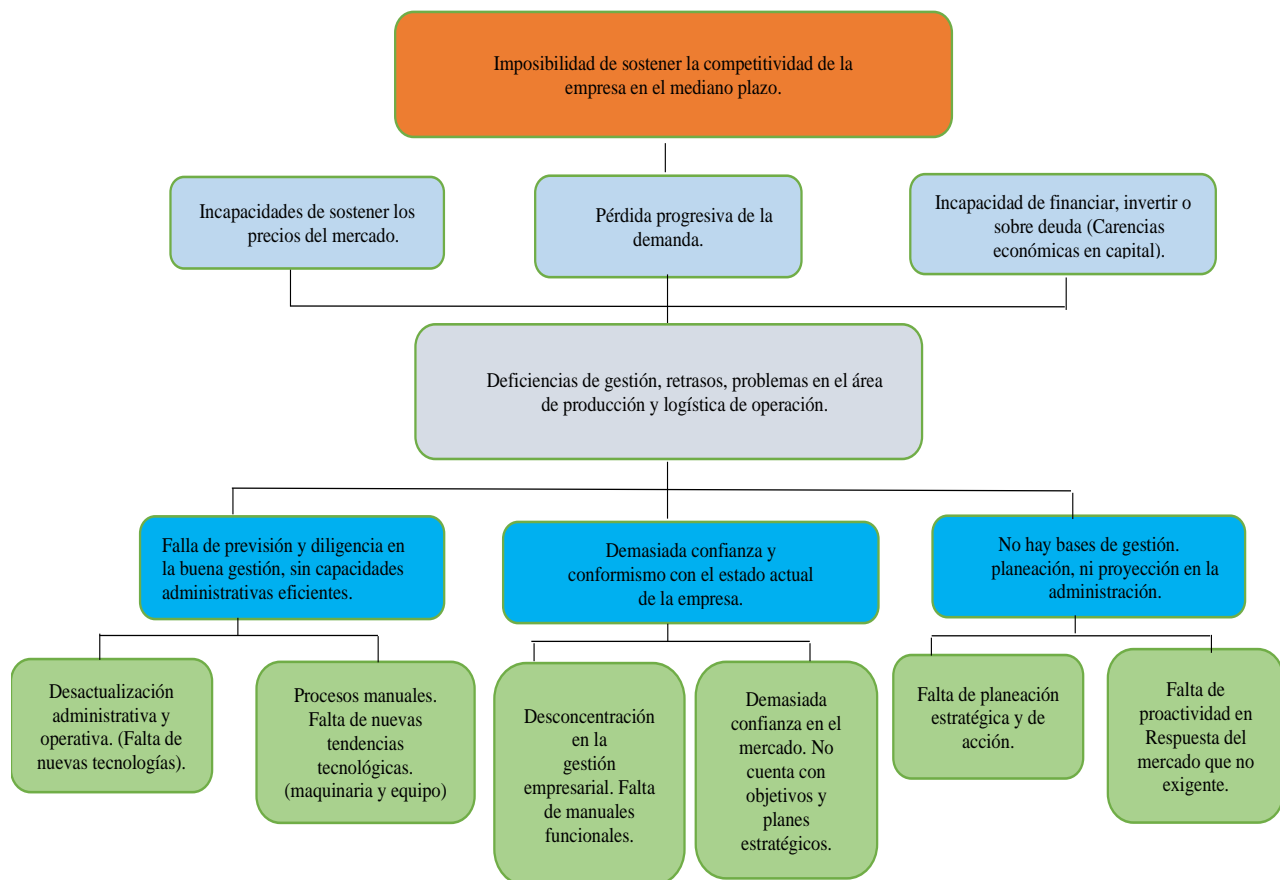 Imposibilidad de sostener la competitividad de la
empresa en el mediano plazo.
Incapacidades de sostener los
precios del mercado.
Pérdida progresiva de la
demanda.
Incapacidad de financiar, invertir o
sobre deuda (Carencias
económicas en capital).
Deficiencias de gestión, retrasos, problemas en el área
de producción y logística de operación.
Falla de previsión y diligencia en
la buena gestión, sin capacidades
administrativas eficientes.
Demasiada confianza y
conformismo con el estado actual
de la empresa.
No hay bases de gestión.
planeación, ni proyección en la
administración.
Desactualización
administrativa y
operativa. (Falta de
nuevas tecnologías).
Procesos manuales.
Falta de nuevas
tendencias
tecnológicas.
(maquinaria y equipo)
Desconcentración
en la
gestión
empresarial. Falta
de manuales
funcionales.
Demasiada
confianza en el
mercado. No
cuenta con
objetivos y
planes
estratégicos.
Falta de planeación
estratégica y de
acción.
Falta de
proactividad en
Respuesta del
mercado que no
exigente.